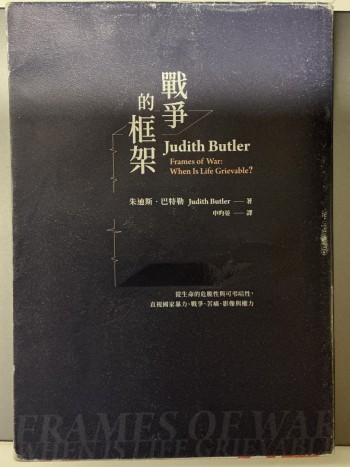 戰爭
的框架
Judith Butler
Frames of War:
When Is Life Grievable?
朱迪斯・巴特勒 Judith Butler——著
申昀晏——譯
從生命的危脆性與可弔唁性，
直視國家暴力、戰爭、苦痛、影像與權力
FRAMES OF WAR
WHEN IS LIFE GRIEVABLE